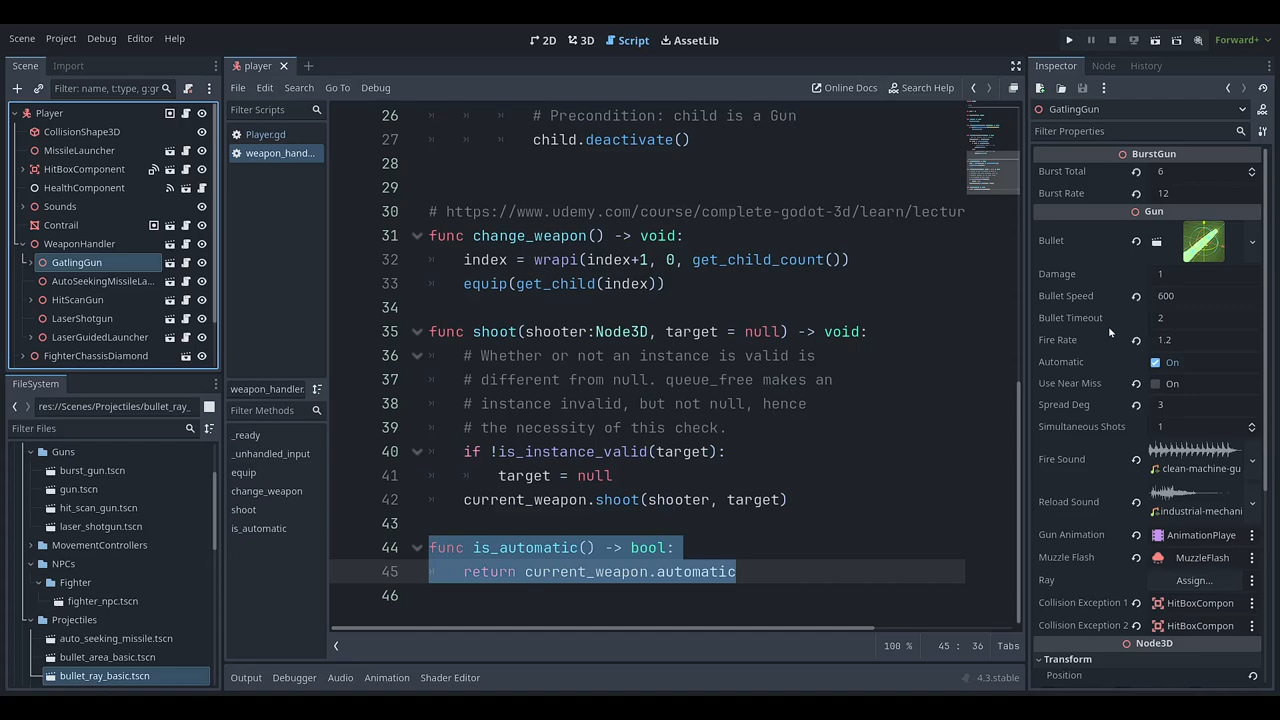 Scene Project Debug Editor Help
2D 3D Script AssetLib
Forward+
Scene Import
Filter: name, t:type, g:gr
Player
CollisionShape3D
MissileLauncher
HitBoxComponent
HealthComponent
Sounds
Contrail
WeaponHandler
GatlingGun
AutoSeekingMissileLa...
HitScanGun
LaserShotgun
LaserGuidedLauncher
FighterChassisDiamond
FileSystem
res://Scenes/Projectiles/bullet_ray_
Filter Files
Guns
burst_gun.tscn
gun.tscn
hit_scan_gun.tscn
laser_shotgun.tscn
MovementControllers
NPCs
Fighter
fighter_npc.tscn
Projectiles
auto_seeking_missile.tscn
bullet_area_basic.tscn
bullet_ray_basic.tscn
player
File Edit Search Go To Debug
Online Docs Search Help
Filter Scripts
Player.gd
weapon_hand...
weapon_handler.
Filter Methods
_ready
_unhandled_input
equip
change_weapon
shoot
is_automatic
26 # Precondition: child is a Gun
27 child.deactivate()
28
29
30 # https://www.udemy.com/course/complete-godot-3d/learn/lectur
31 func change_weapon() -> void:
32 index = wrapi(index+1, 0, get_child_count())
33 equip(get_child(index))
34
35 func shoot(shooter:Node3D, target = null) -> void:
36 # Whether or not an instance is valid is
37 # different from null. queue_free makes an
38 # instance invalid, but not null, hence
39 # the necessity of this check.
40 if !is_instance_valid(target):
41 target = null
42 current_weapon.shoot(shooter, target)
43
44 func is_automatic() -> bool:
45 return current_weapon.automatic
46
100 % 45 : 36 Tabs
Output Debugger Audio Animation Shader Editor
4.3.stable
Inspector Node History
GatlingGun
Filter Properties
BurstGun
Burst Total 6
Burst Rate 12
Gun
Bullet
Damage 1
Bullet Speed 600
Bullet Timeout 2
Fire Rate 1.2
Automatic On
Use Near Miss On
Spread Deg 3
Simultaneous Shots 1
Fire Sound
clean-machine-gu
Reload Sound
industrial-mechani
Gun Animation AnimationPlaye
Muzzle Flash MuzzleFlash
Ray Assign...
Collision Exception 1 HitBoxCompon
Collision Exception 2 HitBoxCompon
Node3D
Transform
Position